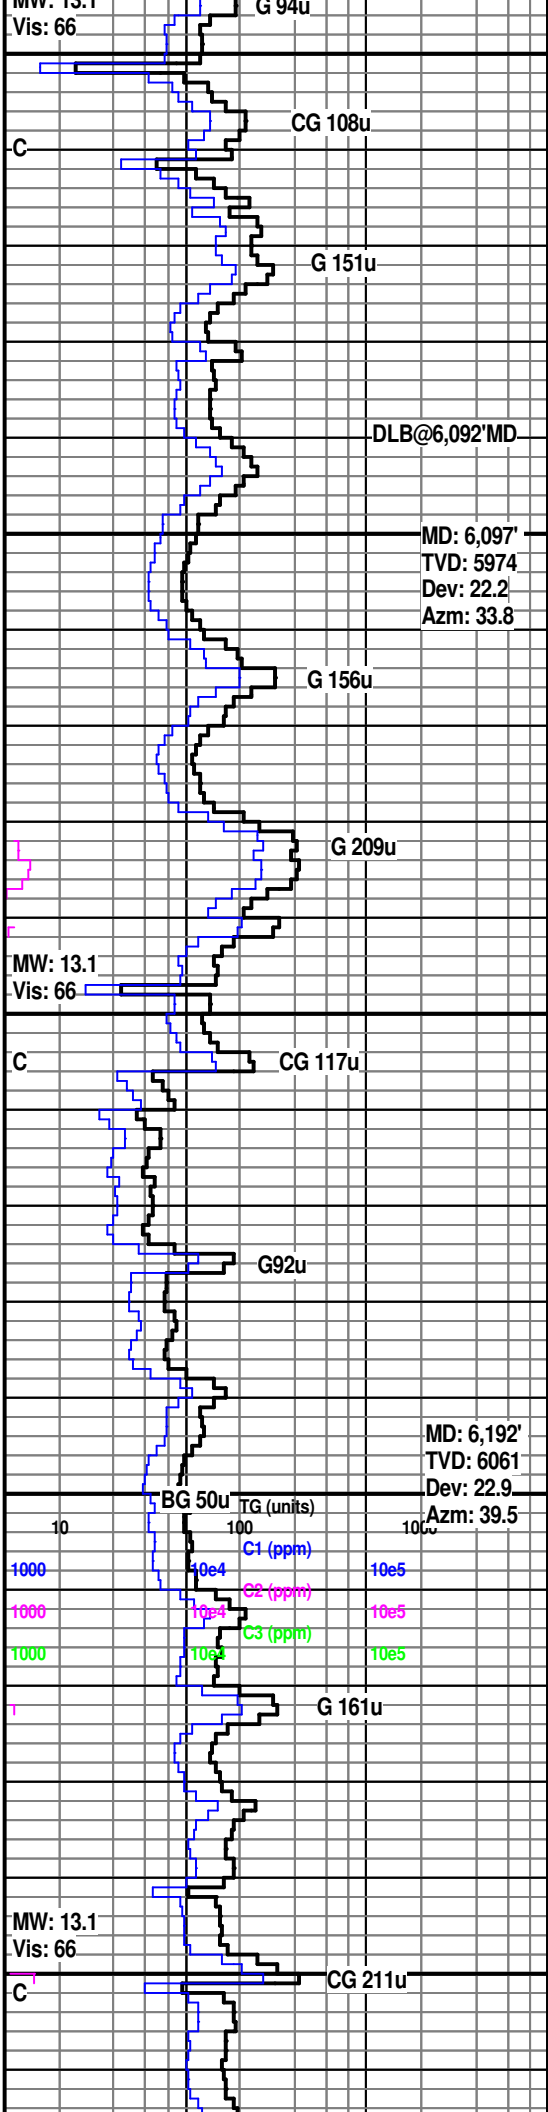 MW: 13.1
G 94u
Vis: 66
CG 108u
C
G 151u
DLB@6,092'MD
MD: 6,097'
TVD: 5974
Dev: 22.2
Azm: 33.8
G 156u
G 209u
MW: 13.1
Vis: 66
C
CG 117u
G92u
MD: 6,192'
TVD: 6061
Dev: 22.9
Azm: 39.5
BG 50u
TG (units)
10 100 1000
C1 (ppm)
1000 10e4 10e5
C2 (ppm)
1000 10e4 10e5
C3 (ppm)
1000 10e4 10e5
G 161u
MW: 13.1
Vis: 66
CG 211u
C